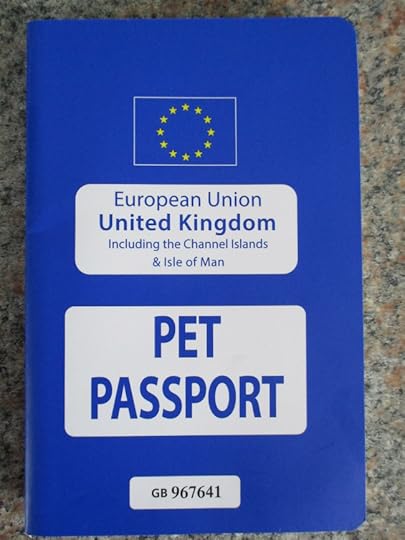 European Union
United Kingdom
Including the Channel Islands
& Isle of Man
PET
PASSPORT
GB 967641